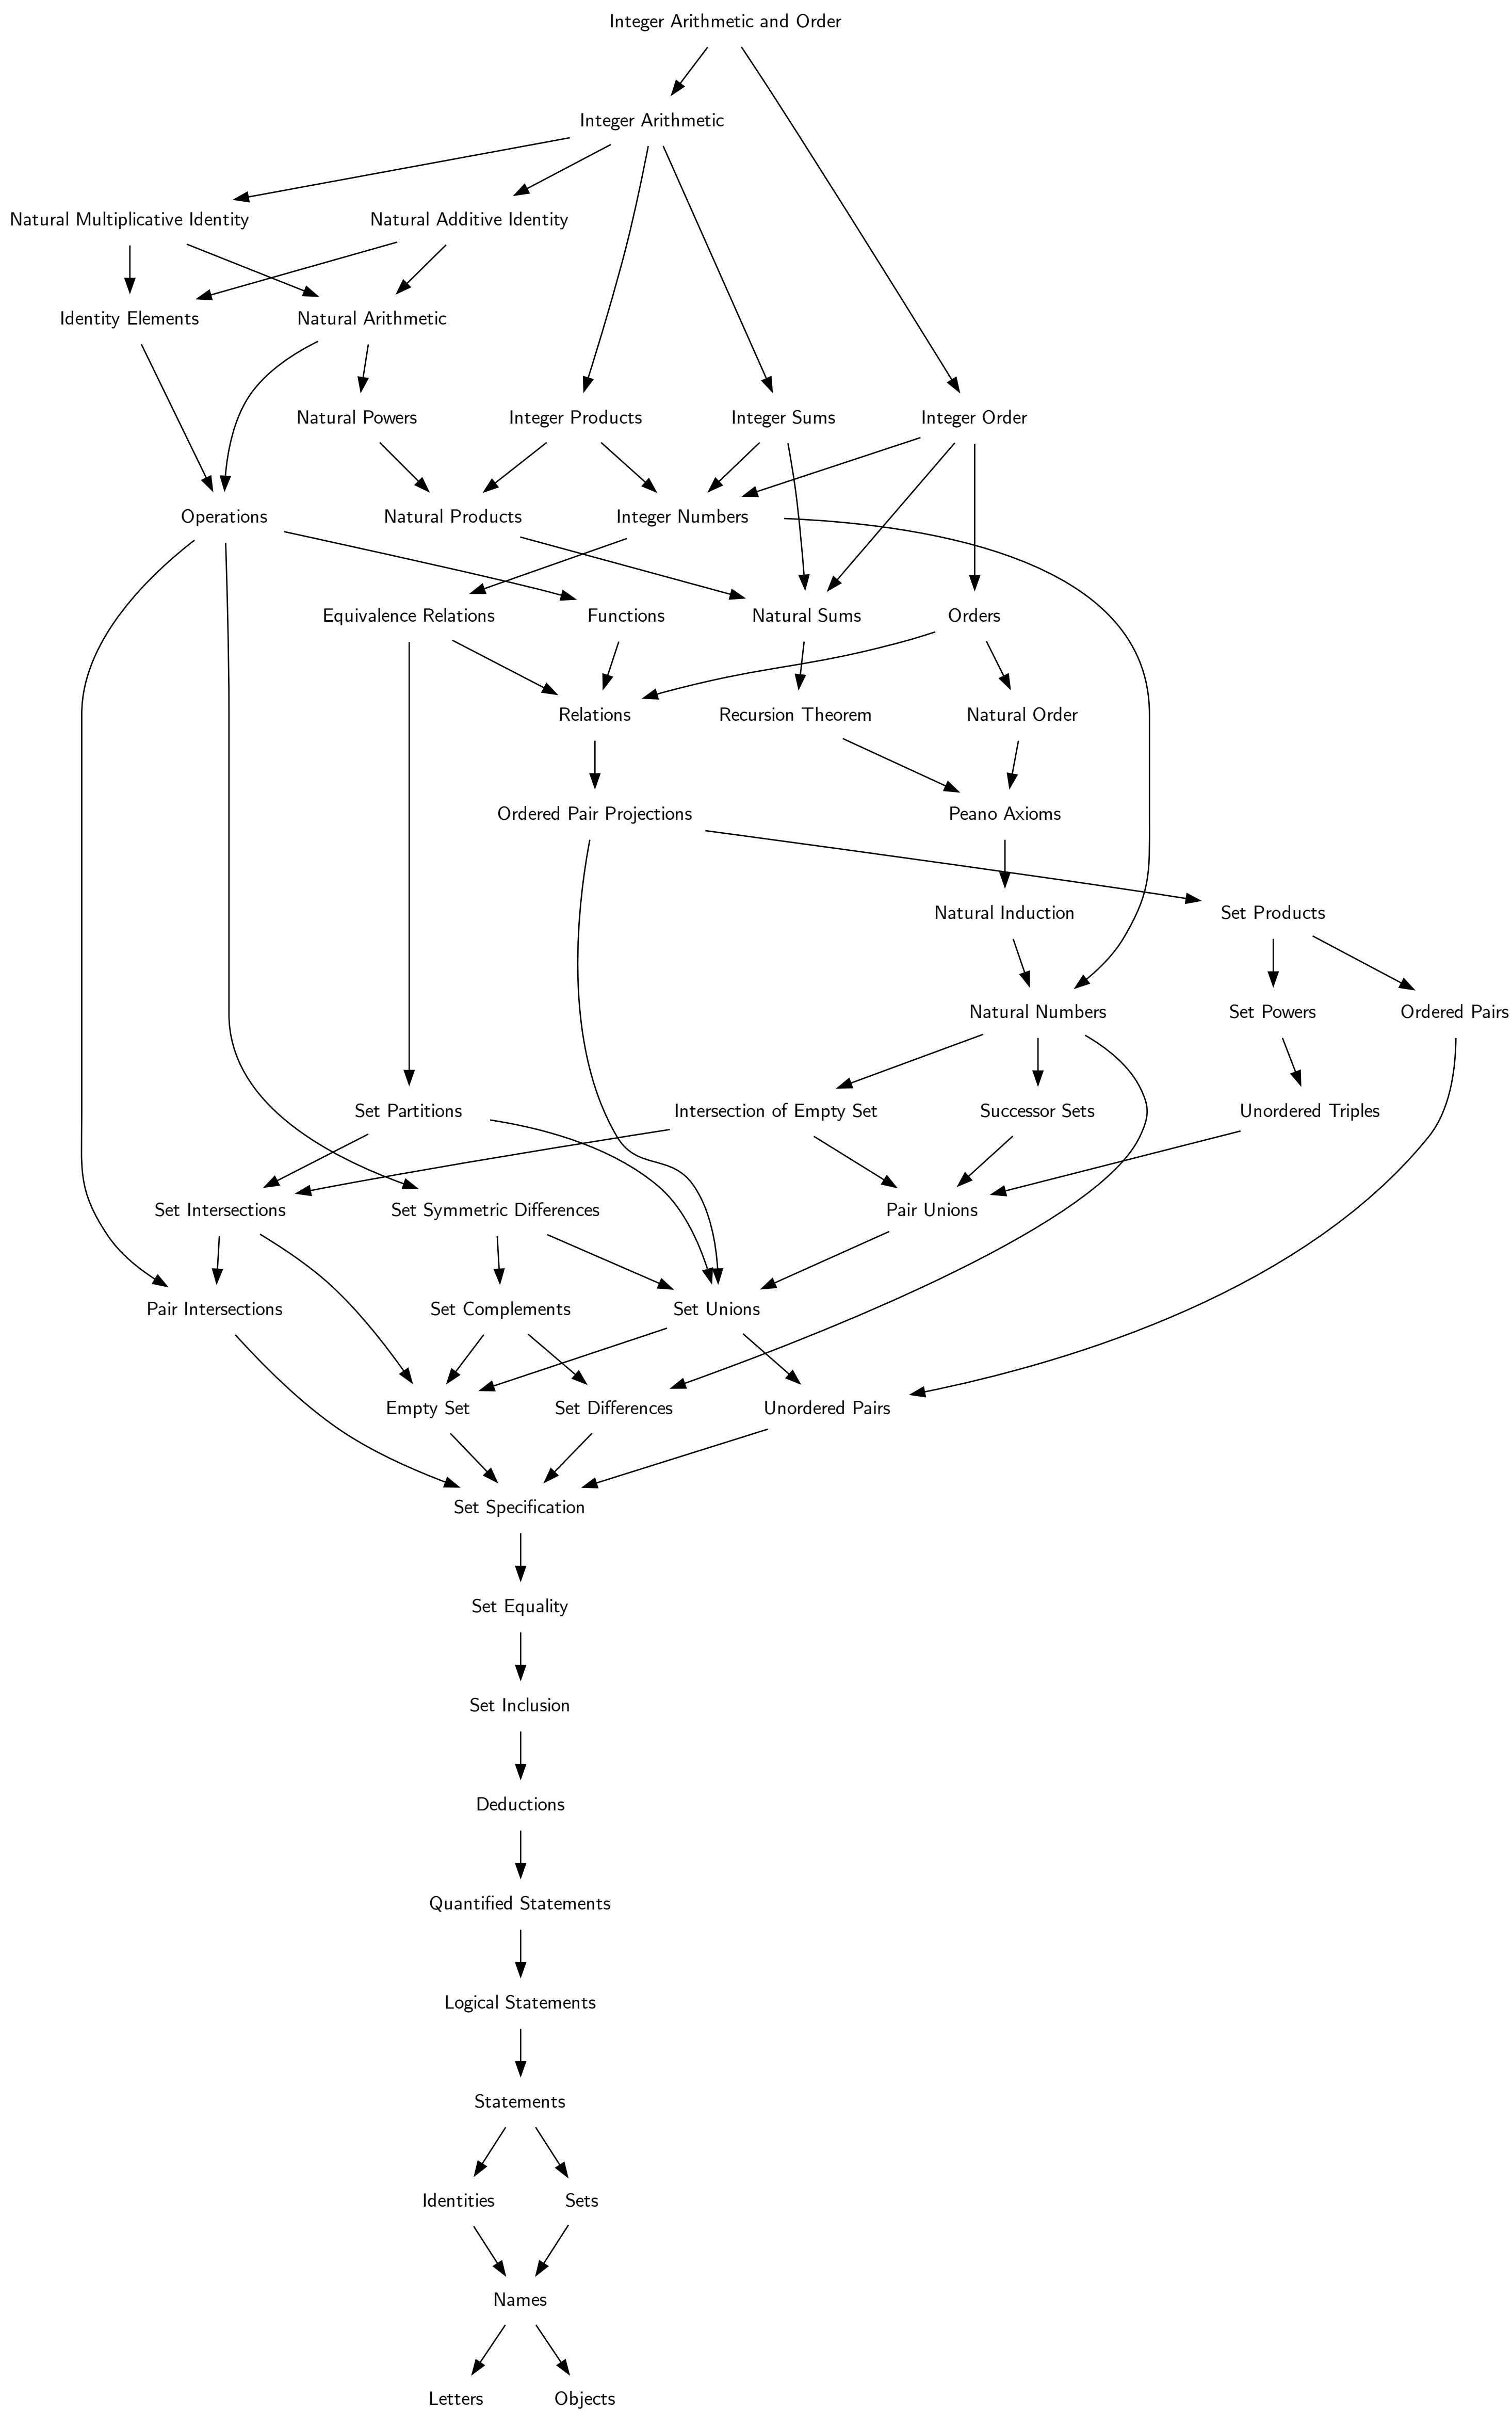 Integer Arithmetic and Order
Integer Arithmetic
Natural Multiplicative Identity
Natural Additive Identity
Identity Elements
Natural Arithmetic
Natural Powers
Integer Products
Integer Sums
Integer Order
Operations
Natural Products
Integer Numbers
Equivalence Relations
Functions
Natural Sums
Orders
Relations
Recursion Theorem
Natural Order
Ordered Pair Projections
Peano Axioms
Natural Induction
Set Products
Natural Numbers
Set Powers
Ordered Pairs
Set Partitions
Intersection of Empty Set
Successor Sets
Unordered Triples
Set Intersections
Set Symmetric Differences
Pair Unions
Pair Intersections
Set Complements
Set Unions
Empty Set
Set Differences
Unordered Pairs
Set Specification
Set Equality
Set Inclusion
Deductions
Quantified Statements
Logical Statements
Statements
Identities
Sets
Names
Letters
Objects